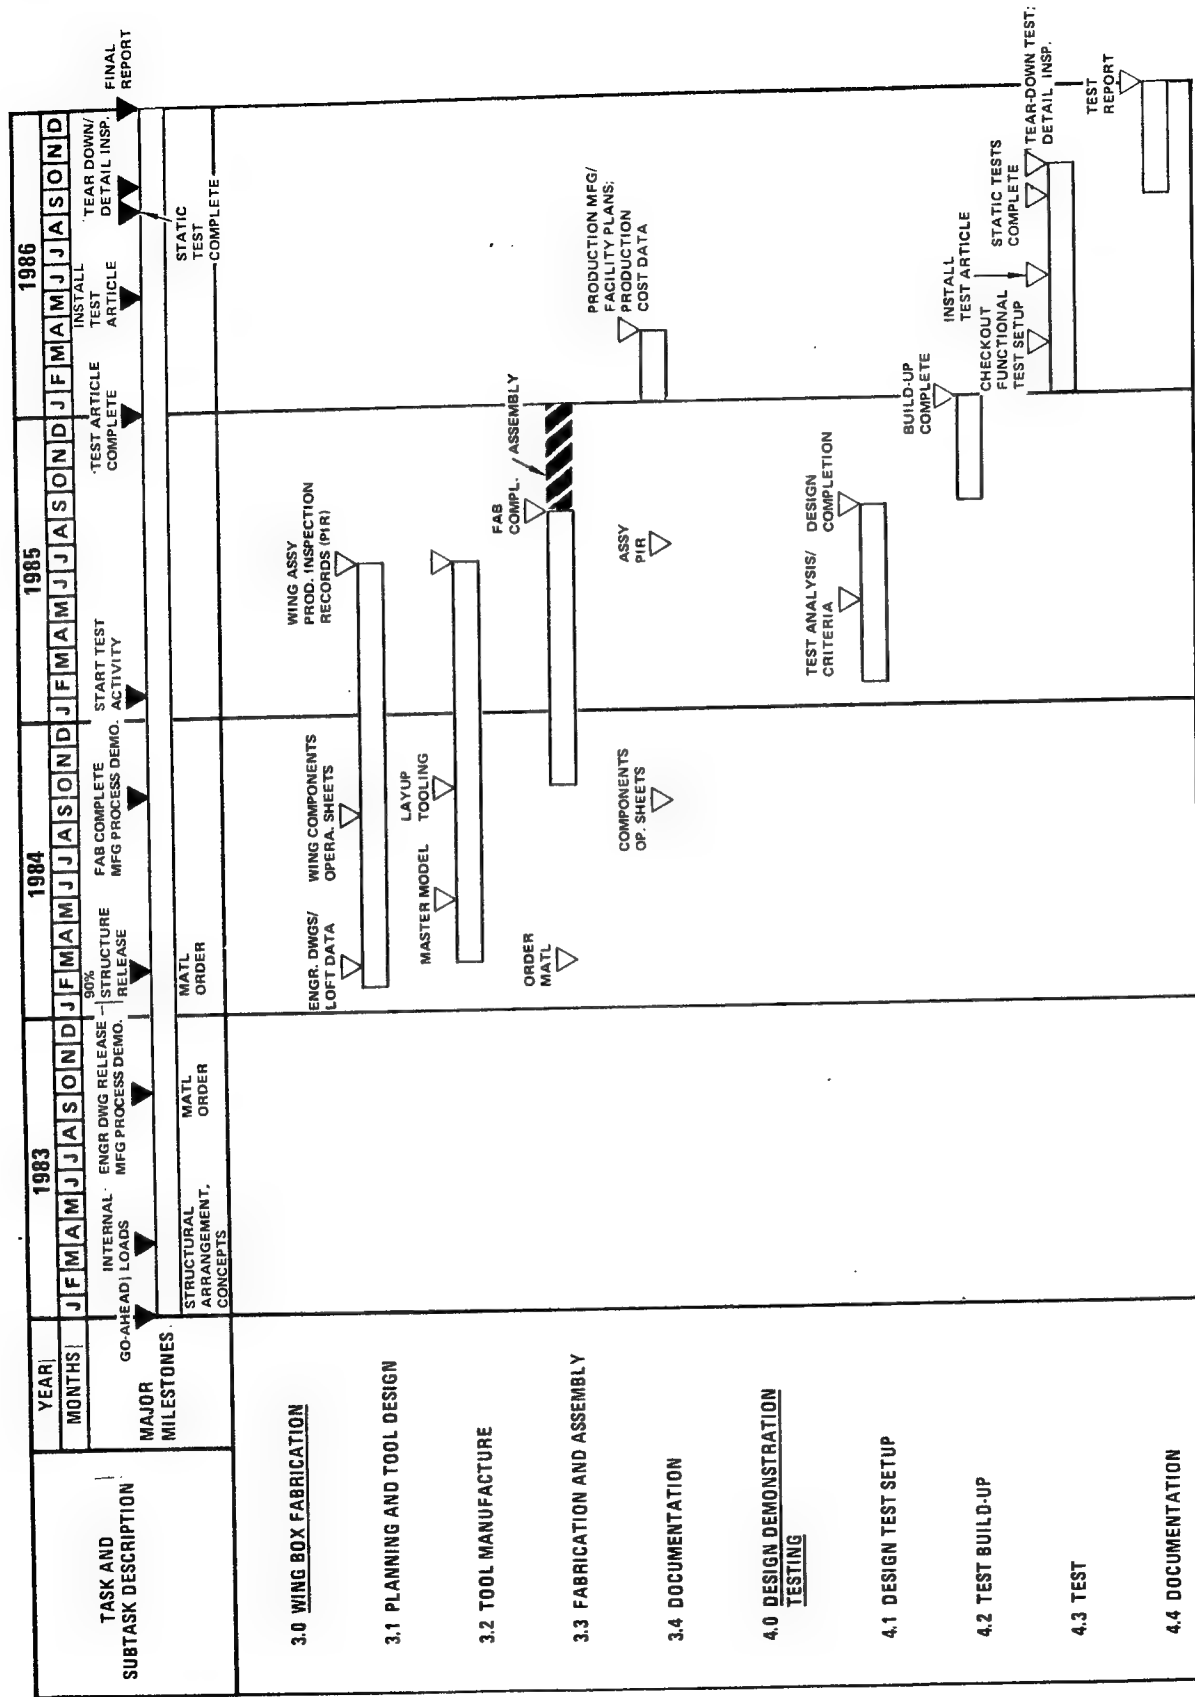 TASK AND
SUBTASK DESCRIPTION
YEAR
1983
1984
1985
1986
MONTHS
J F M A M J J A S O N D J F M A M J J A S O N D J F M A M J J A S O N D J F M A M J J A S O N D
MAJOR
MILESTONES
GO-AHEAD
INTERNAL
LOADS
ENGR DWG RELEASE
MFG PROCESS DEMO.
90%
STRUCTURE
RELEASE
FAB COMPLETE
MFG PROCESS DEMO.
START TEST
ACTIVITY
TEST ARTICLE
COMPLETE
INSTALL
TEST
ARTICLE
TEAR DOWN/
DETAIL INSP.
FINAL
REPORT
STRUCTURAL
ARRANGEMENT,
CONCEPTS
MATL
ORDER
MATL
ORDER
STATIC
TEST
COMPLETE
3.0 WING BOX FABRICATION
3.1 PLANNING AND TOOL DESIGN
ENGR. DWGS/
LOFT DATA
WING COMPONENTS
OPERA. SHEETS
WING ASSY
PROD. INSPECTION
RECORDS (PIR)
3.2 TOOL MANUFACTURE
MASTER MODEL
LAYUP
TOOLING
3.3 FABRICATION AND ASSEMBLY
ORDER
MATL
FAB
COMPL.
ASSEMBLY
3.4 DOCUMENTATION
COMPONENTS
OP. SHEETS
ASSY
PIR
PRODUCTION MFG/
FACILITY PLANS;
PRODUCTION
COST DATA
4.0 DESIGN DEMONSTRATION
TESTING
4.1 DESIGN TEST SETUP
TEST ANALYSIS/
CRITERIA
DESIGN
COMPLETION
4.2 TEST BUILD-UP
BUILD-UP
COMPLETE
4.3 TEST
CHECKOUT
FUNCTIONAL
TEST SETUP
INSTALL
TEST ARTICLE
STATIC TESTS
COMPLETE
TEAR-DOWN TEST;
DETAIL INSP.
4.4 DOCUMENTATION
TEST
REPORT